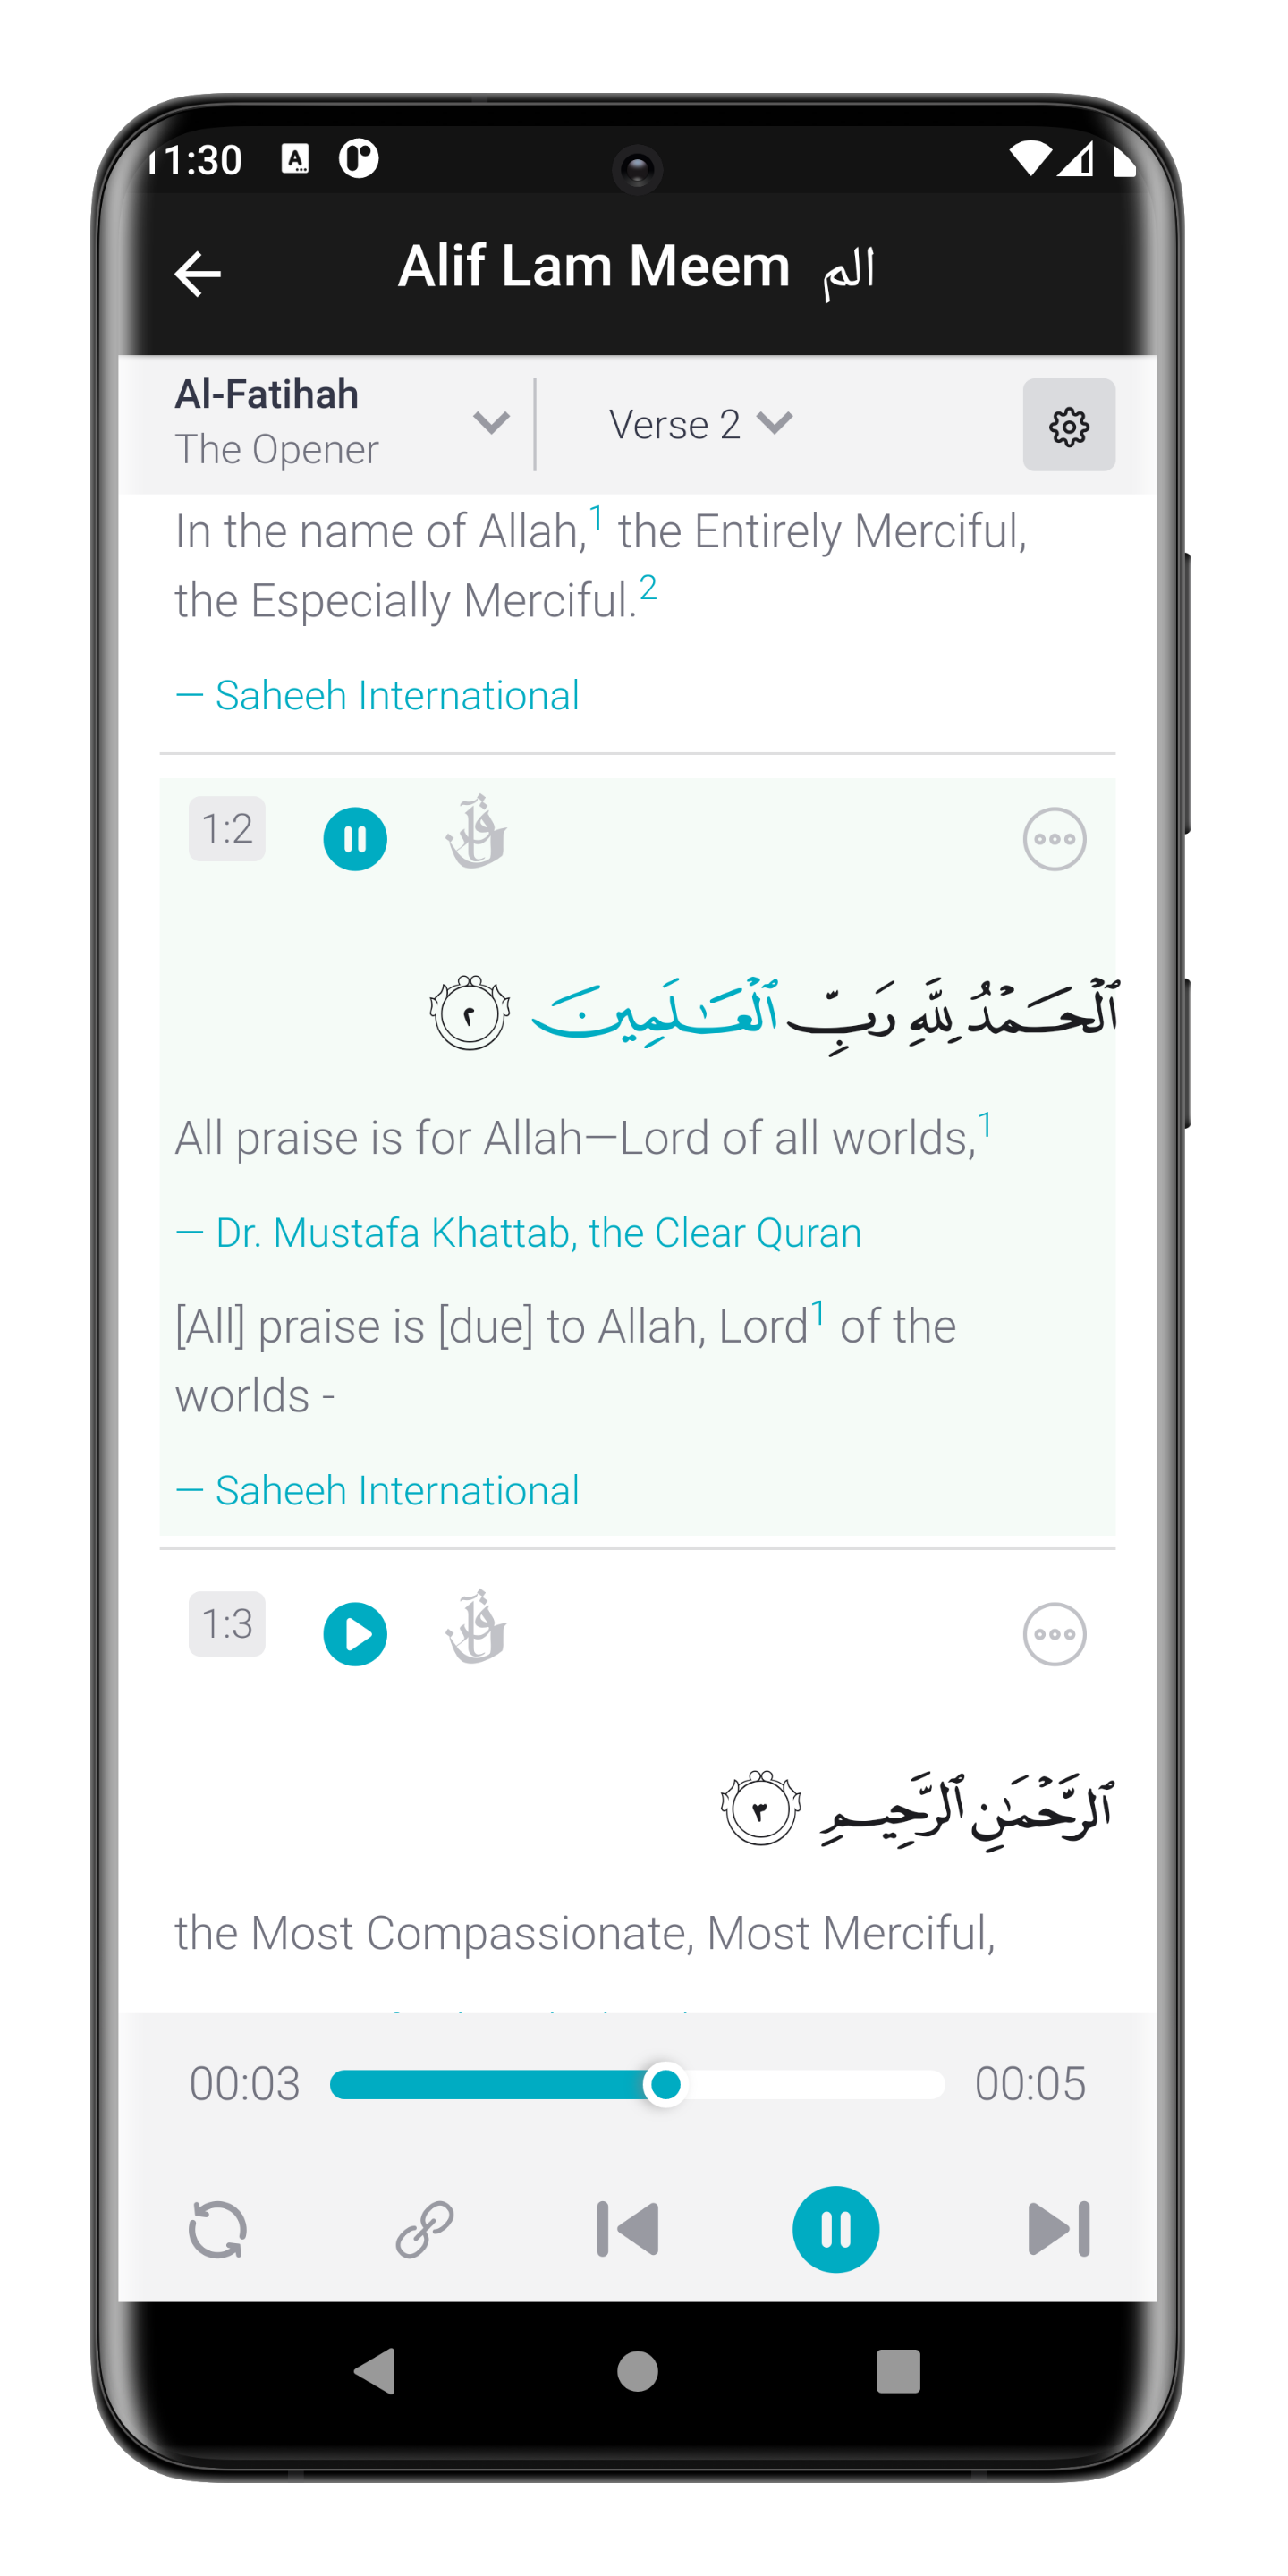 11:30
Alif Lam Meem الم
Al-Fatihah
The Opener
Verse 2
In the name of Allah,1 the Entirely Merciful,
the Especially Merciful.2
— Saheeh International
1:2
ٱلْحَمْدُ لِلَّهِ رَبِّ ٱلْعَـٰلَمِينَ ٢
All praise is for Allah—Lord of all worlds,1
— Dr. Mustafa Khattab, the Clear Quran
[All] praise is [due] to Allah, Lord1 of the
worlds -
— Saheeh International
1:3
ٱلرَّحْمَـٰنِ ٱلرَّحِيمِ ٣
the Most Compassionate, Most Merciful,
00:03 00:05